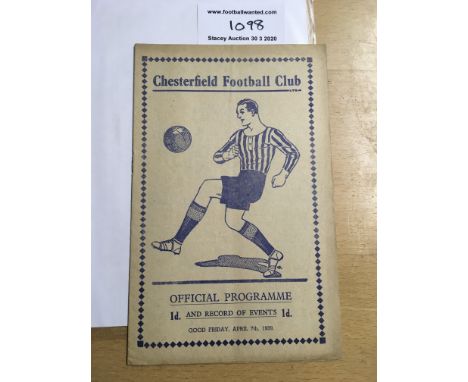 www.footballwanted.com
1098
Stacey Auction 30 3 2020
Chesterfield Football Club
LTD.
OFFICIAL PROGRAMME
1d. AND RECORD OF EVENTS 1d.
GOOD FRIDAY, APRIL 7th, 1939.